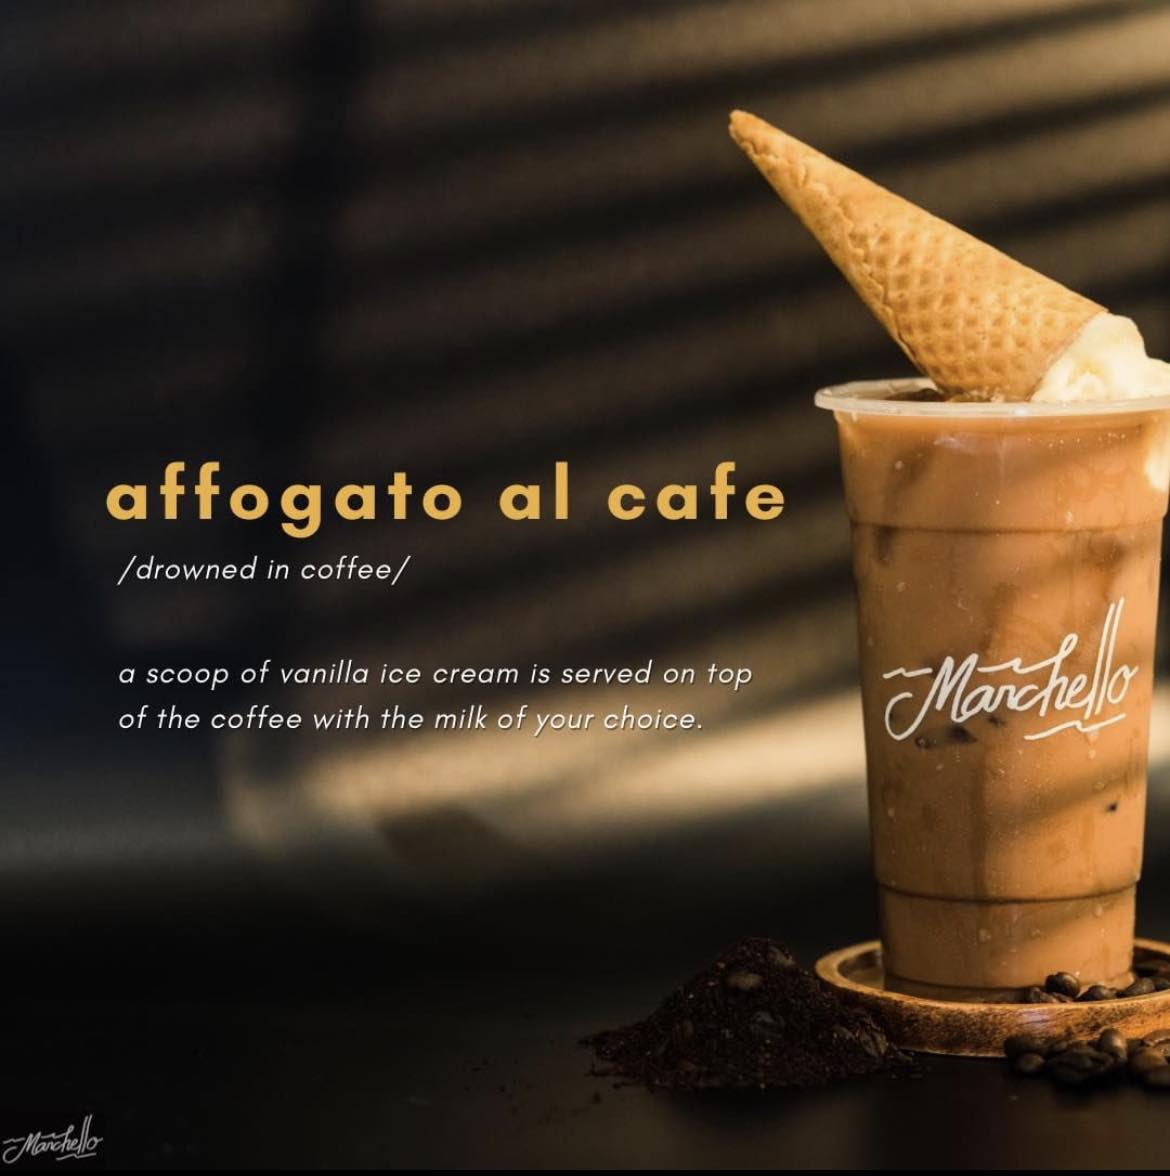 affogato al cafe
/drowned in coffee/
a scoop of vanilla ice cream is served on top
of the coffee with the milk of your choice.
Marchello
Marchello